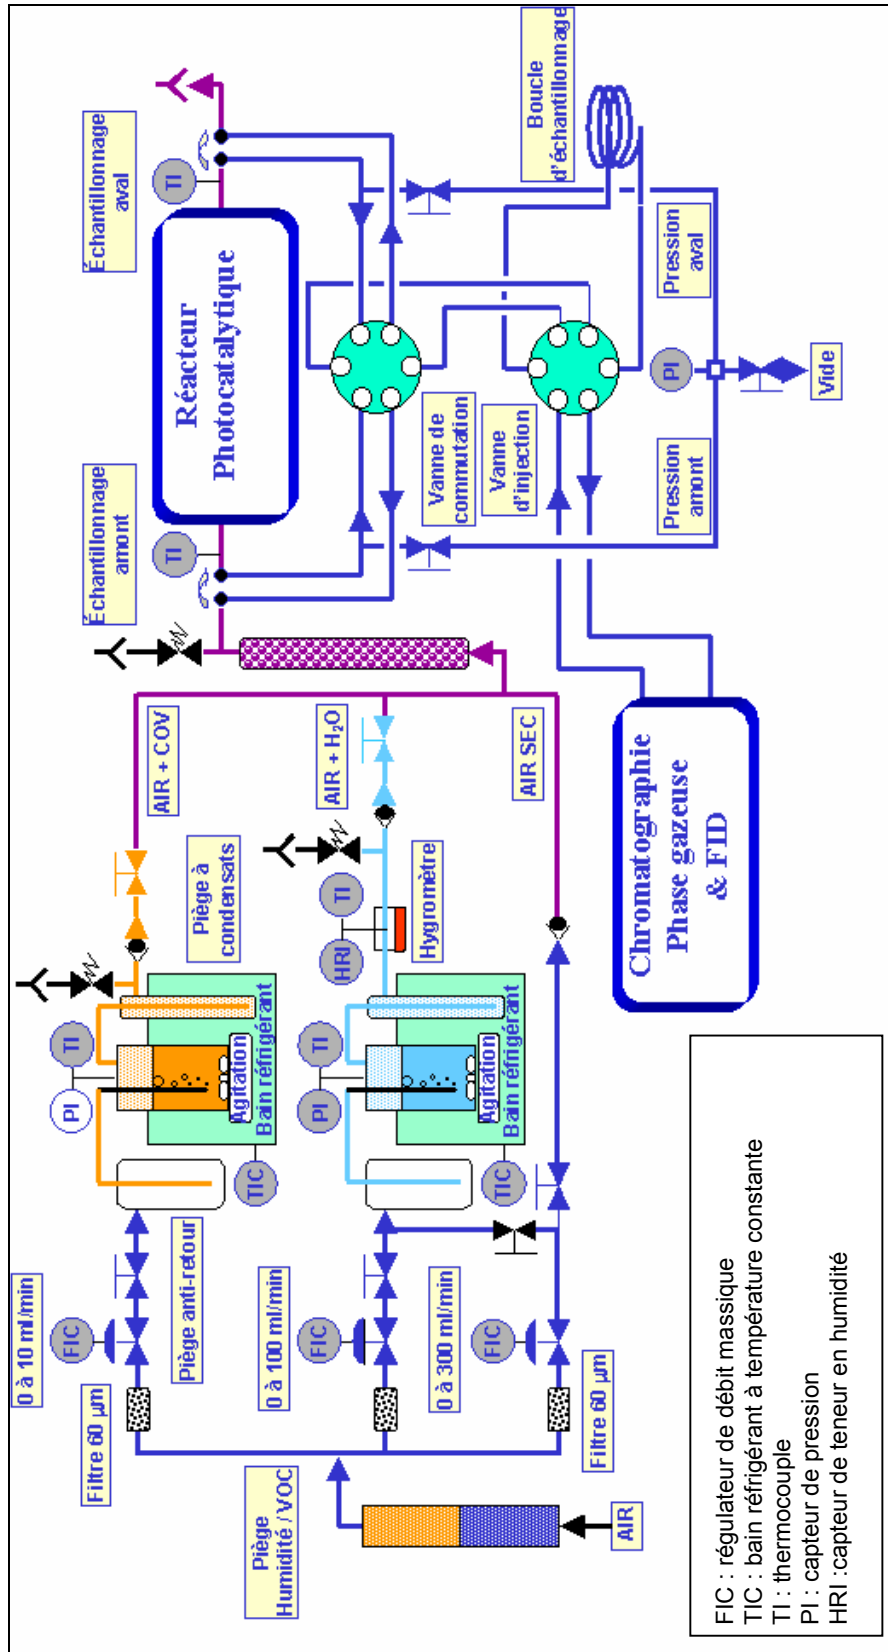 Échantillonnage
amont
Échantillonnage
aval
TI
TI
Réacteur
Photocatalytique
Boucle
d'échantillonnage
Vanne de
commutation
Vanne
d'injection
Pression
amont
Pression
aval
PI
Vide
AIR + COV
AIR + H₂O
AIR SEC
Chromatographie
Phase gazeuse
& FID
0 à 10 ml/min
FIC
Filtre 60 µm
Piège anti-retour
PI
TI
TIC
Agitation
Bain réfrigérant
Piège à
condensats
0 à 100 ml/min
FIC
PI
TI
TIC
Agitation
Bain réfrigérant
HRI
TI
Hygromètre
0 à 300 ml/min
FIC
Filtre 60 µm
Piège
Humidité / VOC
AIR
FIC : régulateur de débit massique
TIC : bain réfrigérant à température constante
TI : thermocouple
PI : capteur de pression
HRI :capteur de teneur en humidité